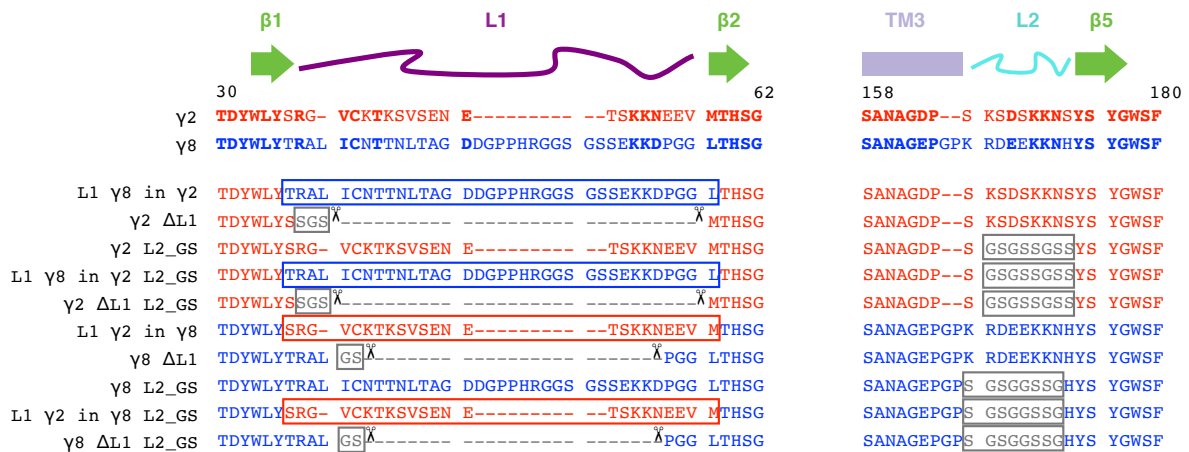 β1 L1 β2 TM3 L2 β5
30 62 158 180
γ2 TDYWLYSRG- VCKTKSVSEN E--------- --TSKKNEEV MTHSG SANAGDP--S KSDSKKNSYS YGWSF
γ8 TDYWLYTRAL ICNTTNLTAG DDGPPHRGGS GSSEKKDPGG LTHSG SANAGEPGPK RDEEKKNHYS YGWSF
L1 γ8 in γ2 TDYWLYTRAL ICNTTNLTAG DDGPPHRGGS GSSEKKDPGG LTHSG SANAGDP--S KSDSKKNSYS YGWSF
γ2 ΔL1 TDYWLYSSGS ---------- ---------- ---------- MTHSG SANAGDP--S KSDSKKNSYS YGWSF
γ2 L2_GS TDYWLYSRG- VCKTKSVSEN E--------- --TSKKNEEV MTHSG SANAGDP--S GSGSSGSSYS YGWSF
L1 γ8 in γ2 L2_GS TDYWLYTRAL ICNTTNLTAG DDGPPHRGGS GSSEKKDPGG LTHSG SANAGDP--S GSGSSGSSYS YGWSF
γ2 ΔL1 L2_GS TDYWLYSSGS ---------- ---------- ---------- MTHSG SANAGDP--S GSGSSGSSYS YGWSF
L1 γ2 in γ8 TDYWLYSRG- VCKTKSVSEN E--------- --TSKKNEEV MTHSG SANAGEPGPK RDEEKKNHYS YGWSF
γ8 ΔL1 TDYWLYTRAL GS-------- ---------- -------PGG LTHSG SANAGEPGPK RDEEKKNHYS YGWSF
γ8 L2_GS TDYWLYTRAL ICNTTNLTAG DDGPPHRGGS GSSEKKDPGG LTHSG SANAGEPGPS GSGGSSGHYS YGWSF
L1 γ2 in γ8 L2_GS TDYWLYSRG- VCKTKSVSEN E--------- --TSKKNEEV MTHSG SANAGEPGPS GSGGSSGHYS YGWSF
γ8 ΔL1 L2_GS TDYWLYTRAL GS-------- ---------- -------PGG LTHSG SANAGEPGPS GSGGSSGHYS YGWSF